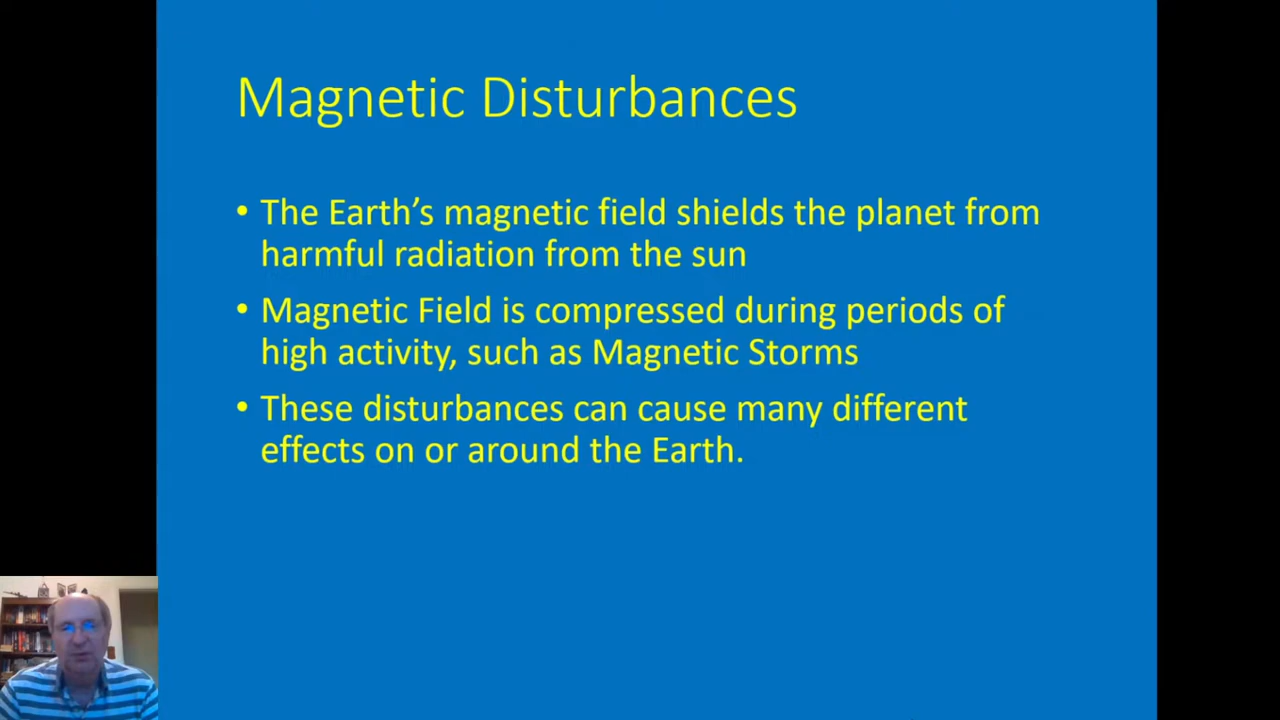 Magnetic Disturbances
• The Earth’s magnetic field shields the planet from
harmful radiation from the sun
• Magnetic Field is compressed during periods of
high activity, such as Magnetic Storms
• These disturbances can cause many different
effects on or around the Earth.